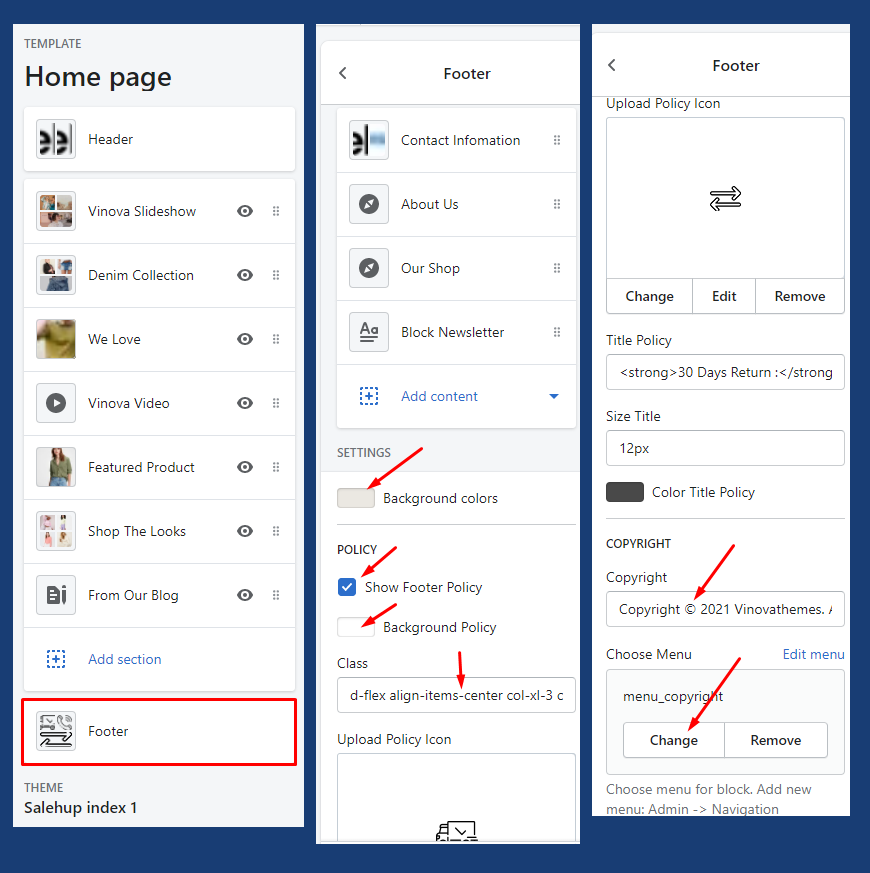 TEMPLATE
Home page
Header
Vinova Slideshow
Denim Collection
We Love
Vinova Video
Featured Product
Shop The Looks
From Our Blog
Add section
Footer
THEME
Salehup index 1
Footer
Contact Infomation
About Us
Our Shop
Aa
Block Newsletter
Add content
SETTINGS
Background colors
POLICY
Show Footer Policy
Background Policy
Class
d-flex align-items-center col-xl-3 c
Upload Policy Icon
Footer
Upload Policy Icon
Change Edit Remove
Title Policy
<strong>30 Days Return :</strong
Size Title
12px
Color Title Policy
COPYRIGHT
Copyright
Copyright © 2021 Vinovathemes. A
Choose Menu Edit menu
menu_copyright
Change Remove
Choose menu for block. Add new
menu: Admin -> Navigation